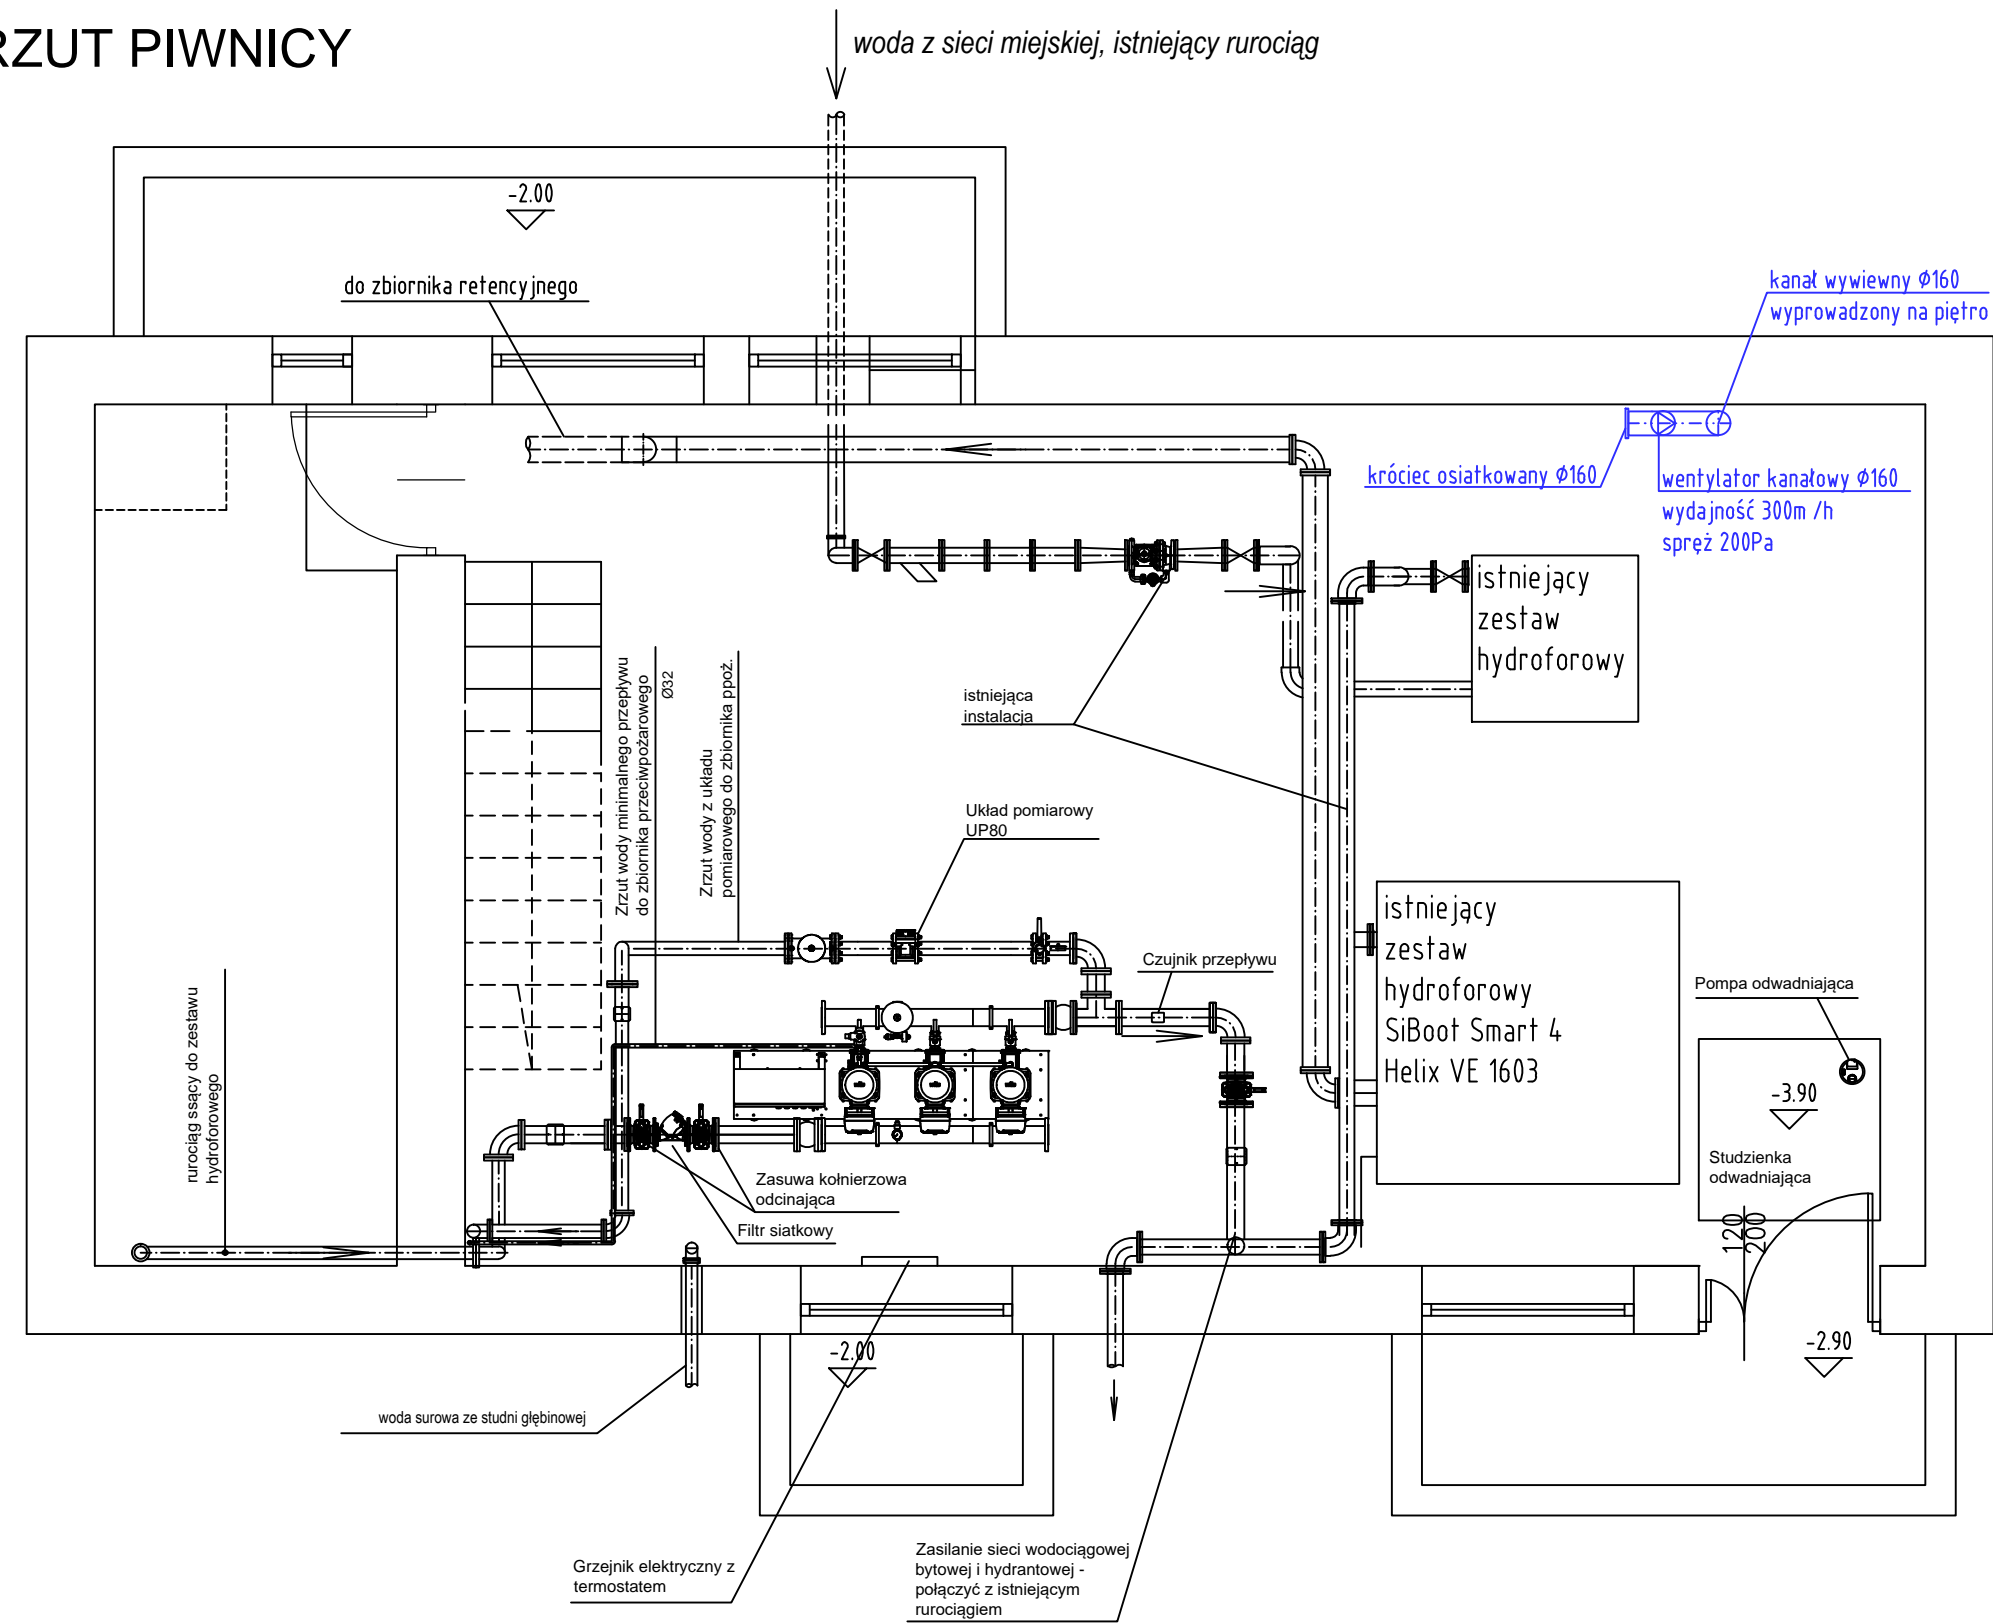 RZUT PIWNICY
woda z sieci miejskiej, istniejący rurociąg
-2.00
do zbiornika retencyjnego
kanał wywiewny Ø160
wyprowadzony na piętro
króciec osiatkowany Ø160
wentylator kanałowy Ø160
wydajność 300m /h
spręż 200Pa
istniejący
zestaw
hydroforowy
istniejąca
instalacja
Zrzut wody minimalnego przepływu
do zbiornika przeciwpożarowego
Ø32
Zrzut wody z układu
pomiarowego do zbiornika ppoż.
Układ pomiarowy
UP80
Czujnik przepływu
istniejący
zestaw
hydroforowy
SiBoot Smart 4
Helix VE 1603
Pompa odwadniająca
-3.90
Studzienka
odwadniająca
120
200
rurociąg ssący do zestawu
hydroforowego
Zasuwa kołnierzowa
odcinająca
Filtr siatkowy
-2.00
-2.90
woda surowa ze studni głębinowej
Grzejnik elektryczny z
termostatem
Zasilanie sieci wodociągowej
bytowej i hydrantowej -
połączyć z istniejącym
rurociągiem